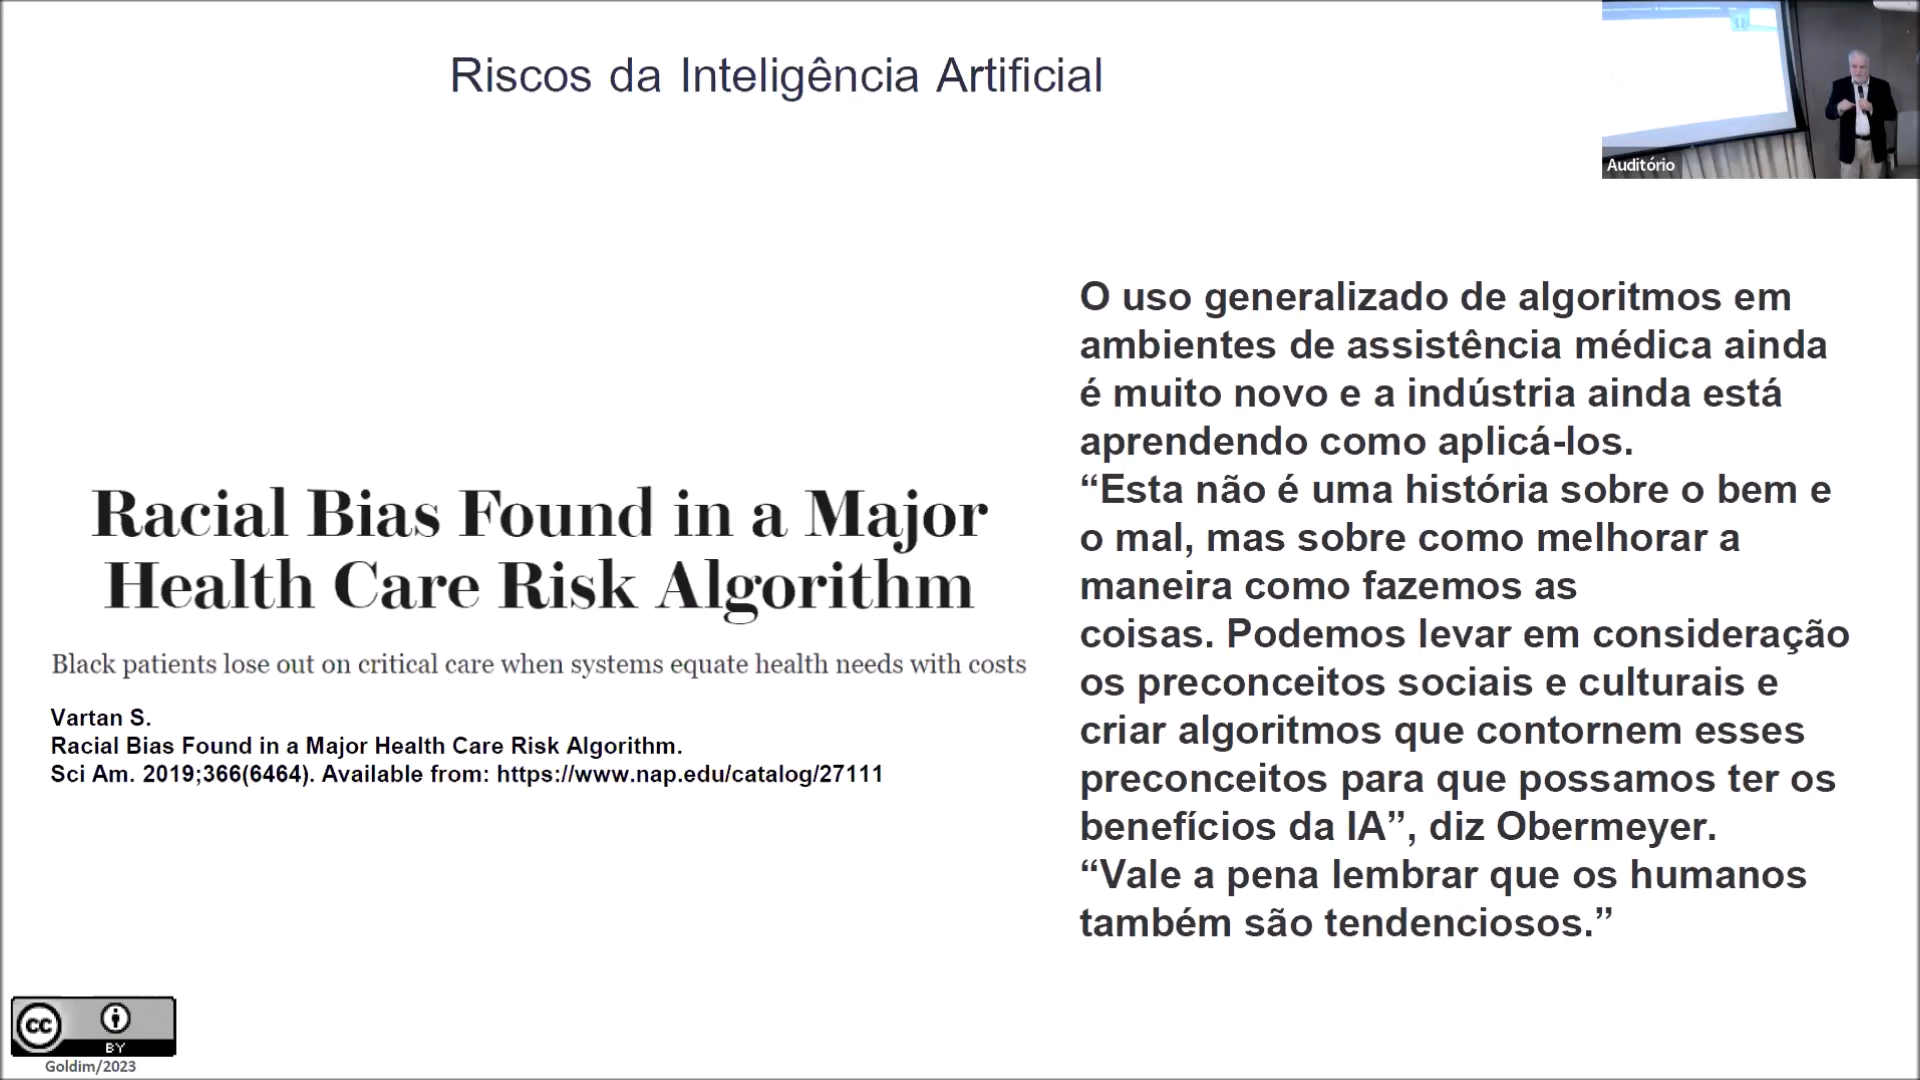 Riscos da Inteligência Artificial
Auditório
Racial Bias Found in a Major
Health Care Risk Algorithm
Black patients lose out on critical care when systems equate health needs with costs
Vartan S.
Racial Bias Found in a Major Health Care Risk Algorithm.
Sci Am. 2019;366(6464). Available from: https://www.nap.edu/catalog/27111
O uso generalizado de algoritmos em
ambientes de assistência médica ainda
é muito novo e a indústria ainda está
aprendendo como aplicá-los.
“Esta não é uma história sobre o bem e
o mal, mas sobre como melhorar a
maneira como fazemos as
coisas. Podemos levar em consideração
os preconceitos sociais e culturais e
criar algoritmos que contornem esses
preconceitos para que possamos ter os
benefícios da IA”, diz Obermeyer.
“Vale a pena lembrar que os humanos
também são tendenciosos.”
cc
BY
Goldim/2023